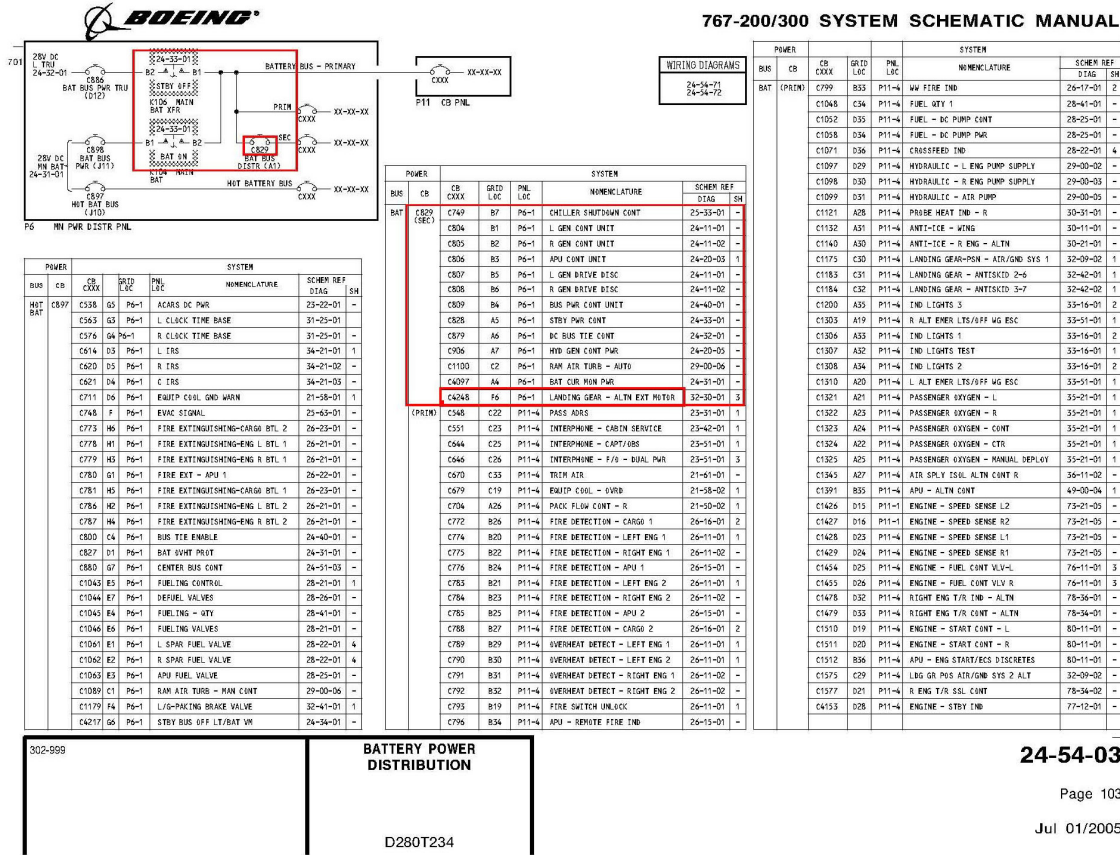 BOEING®
767-200/300 SYSTEM SCHEMATIC MANUAL
701
28V DC
L TRU
24-32-01
C886
BAT BUS PWR TRU
(D12)
24-33-01
B2 B1
STBY OFF
K106 MAIN
BAT XFR
BATTERY BUS - PRIMARY
PRIM
CXXX
XX-XX-XX
24-33-01
B1 B2
BAT ON
K104 MAIN
BAT
SEC
C829
BAT BUS
DISTR (A1)
CXXX
XX-XX-XX
28V DC
MN BAT
24-31-01
C898
BAT BUS
PWR (J11)
HOT BATTERY BUS
CXXX
XX-XX-XX
C897
HOT BAT BUS
(J10)
P6 MN PWR DISTR PNL
CXXX
XX-XX-XX
P11 CB PNL
WIRING DIAGRAMS
24-54-71
24-54-72
POWER SYSTEM
BUS CB CB CXXX GRID LOC PNL LOC NOMENCLATURE SCHEM REF DIAG SH
HOT BAT C897 C538 G5 P6-1 ACARS DC PWR 23-22-01 -
C563 G3 P6-1 L CLOCK TIME BASE 31-25-01
C576 G4 P6-1 R CLOCK TIME BASE 31-25-01 -
C614 D3 P6-1 L IRS 34-21-01 1
C620 D5 P6-1 R IRS 34-21-02 -
C621 D4 P6-1 C IRS 34-21-03 -
C711 D6 P6-1 EQUIP COOL GND WARN 21-58-01 1
C748 F P6-1 EVAC SIGNAL 25-63-01 -
C773 H6 P6-1 FIRE EXTINGUISHING-CARGO BTL 2 26-23-01 -
C778 H1 P6-1 FIRE EXTINGUISHING-ENG L BTL 1 26-21-01 -
C779 H3 P6-1 FIRE EXTINGUISHING-ENG R BTL 1 26-21-01 -
C780 G1 P6-1 FIRE EXT - APU 1 26-22-01 -
C781 H5 P6-1 FIRE EXTINGUISHING-CARGO BTL 1 26-23-01 -
C786 H2 P6-1 FIRE EXTINGUISHING-ENG L BTL 2 26-21-01 -
C787 H4 P6-1 FIRE EXTINGUISHING-ENG R BTL 2 26-21-01 -
C800 C4 P6-1 BUS TIE ENABLE 24-40-01 -
C827 D1 P6-1 BAT OVHT PROT 24-31-01 -
C880 G7 P6-1 CENTER BUS CONT 24-51-03 -
C1043 E5 P6-1 FUELING CONTROL 28-21-01 1
C1044 E7 P6-1 DEFUEL VALVES 28-26-01 -
C1045 E4 P6-1 FUELING - QTY 28-41-01 -
C1046 E6 P6-1 FUELING VALVES 28-21-01 -
C1061 E1 P6-1 L SPAR FUEL VALVE 28-22-01 4
C1062 E2 P6-1 R SPAR FUEL VALVE 28-22-01 4
C1063 E3 P6-1 APU FUEL VALVE 28-25-01 -
C1089 C1 P6-1 RAM AIR TURB - MAN CONT 29-00-06 -
C1179 F4 P6-1 L/G-PAKING BRAKE VALVE 32-41-01 1
C4217 G6 P6-1 STBY BUS OFF LT/BAT VM 24-34-01 -
POWER SYSTEM
BUS CB CB CXXX GRID LOC PNL LOC NOMENCLATURE SCHEM REF DIAG SH
BAT C829 (SEC) C749 B7 P6-1 CHILLER SHUTDOWN CONT 25-33-01 -
C804 B1 P6-1 L GEN CONT UNIT 24-11-01 -
C805 B2 P6-1 R GEN CONT UNIT 24-11-02 -
C806 B3 P6-1 APU CONT UNIT 24-20-03 1
C807 B5 P6-1 L GEN DRIVE DISC 24-11-01 -
C808 B6 P6-1 R GEN DRIVE DISC 24-11-02 -
C809 B4 P6-1 BUS PWR CONT UNIT 24-40-01 -
C828 A5 P6-1 STBY PWR CONT 24-33-01 -
C879 A6 P6-1 DC BUS TIE CONT 24-32-01 -
C906 A7 P6-1 HYD GEN CONT PWR 24-20-05 -
C1100 C2 P6-1 RAM AIR TURB - AUTO 29-00-06 -
C4097 A4 P6-1 BAT CUR MON PWR 24-31-01 -
C4248 F6 P6-1 LANDING GEAR - ALTN EXT MOTOR 32-30-01 3
(PRIM) C548 C22 P11-4 PASS ADRS 23-31-01 1
C551 C23 P11-4 INTERPHONE - CABIN SERVICE 23-42-01 1
C644 C25 P11-4 INTERPHONE - CAPT/OBS 23-51-01 1
C646 C26 P11-4 INTERPHONE - F/O - DUAL PWR 23-51-01 3
C670 C33 P11-4 TRIM AIR 21-61-01 -
C679 C19 P11-4 EQUIP COOL - OVRD 21-58-02 1
C704 A26 P11-4 PACK FLOW CONT - R 21-50-02 1
C772 B26 P11-4 FIRE DETECTION - CARGO 1 26-16-01 2
C774 B20 P11-4 FIRE DETECTION - LEFT ENG 1 26-11-01 1
C775 B22 P11-4 FIRE DETECTION - RIGHT ENG 1 26-11-02 -
C776 B24 P11-4 FIRE DETECTION - APU 1 26-15-01 -
C783 B21 P11-4 FIRE DETECTION - LEFT ENG 2 26-11-01 1
C784 B23 P11-4 FIRE DETECTION - RIGHT ENG 2 26-11-02 -
C785 B25 P11-4 FIRE DETECTION - APU 2 26-15-01 -
C788 B27 P11-4 FIRE DETECTION - CARGO 2 26-16-01 2
C789 B29 P11-4 OVERHEAT DETECT - LEFT ENG 1 26-11-01 1
C790 B30 P11-4 OVERHEAT DETECT - LEFT ENG 2 26-11-01 1
C791 B31 P11-4 OVERHEAT DETECT - RIGHT ENG 1 26-11-02 -
C792 B32 P11-4 OVERHEAT DETECT - RIGHT ENG 2 26-11-02 -
C793 B19 P11-4 FIRE SWITCH UNLOCK 26-11-01 1
C796 B34 P11-4 APU - REMOTE FIRE IND 26-15-01 -
POWER SYSTEM
BUS CB CB CXXX GRID LOC PNL LOC NOMENCLATURE SCHEM REF DIAG SH
BAT (PRIM) C799 B33 P11-4 WW FIRE IND 26-17-01 2
C1048 C34 P11-4 FUEL QTY 1 28-41-01 -
C1052 D35 P11-4 FUEL - DC PUMP CONT 28-25-01 -
C1058 D34 P11-4 FUEL - DC PUMP PWR 28-25-01 -
C1071 D36 P11-4 CROSSFEED IND 28-22-01 4
C1097 D29 P11-4 HYDRAULIC - L ENG PUMP SUPPLY 29-00-02 -
C1098 D30 P11-4 HYDRAULIC - R ENG PUMP SUPPLY 29-00-03 -
C1099 D31 P11-4 HYDRAULIC - AIR PUMP 29-00-05 -
C1121 A28 P11-4 PROBE HEAT IND - R 30-31-01 -
C1132 A31 P11-4 ANTI-ICE - WING 30-11-01 -
C1140 A30 P11-4 ANTI-ICE - R ENG - ALTN 30-21-01 -
C1175 C30 P11-4 LANDING GEAR-PSN - AIR/GND SYS 1 32-09-02 1
C1183 C31 P11-4 LANDING GEAR - ANTISKID 2-6 32-42-01 1
C1184 C32 P11-4 LANDING GEAR - ANTISKID 3-7 32-42-02 1
C1200 A35 P11-4 IND LIGHTS 3 33-16-01 2
C1303 A19 P11-4 R ALT EMER LTS/OFF WG ESC 33-51-01 1
C1306 A33 P11-4 IND LIGHTS 1 33-16-01 2
C1307 A32 P11-4 IND LIGHTS TEST 33-16-01 1
C1308 A34 P11-4 IND LIGHTS 2 33-16-01 2
C1310 A20 P11-4 L ALT EMER LTS/OFF WG ESC 33-51-01 1
C1321 A21 P11-4 PASSENGER OXYGEN - L 35-21-01 1
C1322 A23 P11-4 PASSENGER OXYGEN - R 35-21-01 1
C1323 A24 P11-4 PASSENGER OXYGEN - CONT 35-21-01 1
C1324 A22 P11-4 PASSENGER OXYGEN - CTR 35-21-01 1
C1325 A25 P11-4 PASSENGER OXYGEN - MANUAL DEPLOY 35-21-01 1
C1345 A27 P11-4 AIR SPLY ISOL ALTN CONT R 36-11-02 -
C1391 B35 P11-4 APU - ALTN CONT 49-00-04 1
C1426 D15 P11-1 ENGINE - SPEED SENSE L2 73-21-05 -
C1427 D16 P11-1 ENGINE - SPEED SENSE R2 73-21-05 -
C1428 D23 P11-4 ENGINE - SPEED SENSE L1 73-21-05 -
C1429 D24 P11-4 ENGINE - SPEED SENSE R1 73-21-05 -
C1454 D25 P11-4 ENGINE - FUEL CONT VLV-L 76-11-01 3
C1455 D26 P11-4 ENGINE - FUEL CONT VLV R 76-11-01 3
C1478 D32 P11-4 RIGHT ENG T/R IND - ALTN 78-36-01 -
C1479 D33 P11-4 RIGHT ENG T/R CONT - ALTN 78-34-01 -
C1510 D19 P11-4 ENGINE - START CONT - L 80-11-01 -
C1511 D20 P11-4 ENGINE - START CONT - R 80-11-01 -
C1512 B36 P11-4 APU - ENG START/ECS DISCRETES 80-11-01 -
C1575 C29 P11-4 LDG GR POS AIR/GND SYS 2 ALT 32-09-02 -
C1577 D21 P11-4 R ENG T/R SSL CONT 78-34-02 -
C4153 D28 P11-4 ENGINE - STBY IND 77-12-01 -
302-999
BATTERY POWER
DISTRIBUTION
D280T234
24-54-03
Page 103
Jul 01/2005